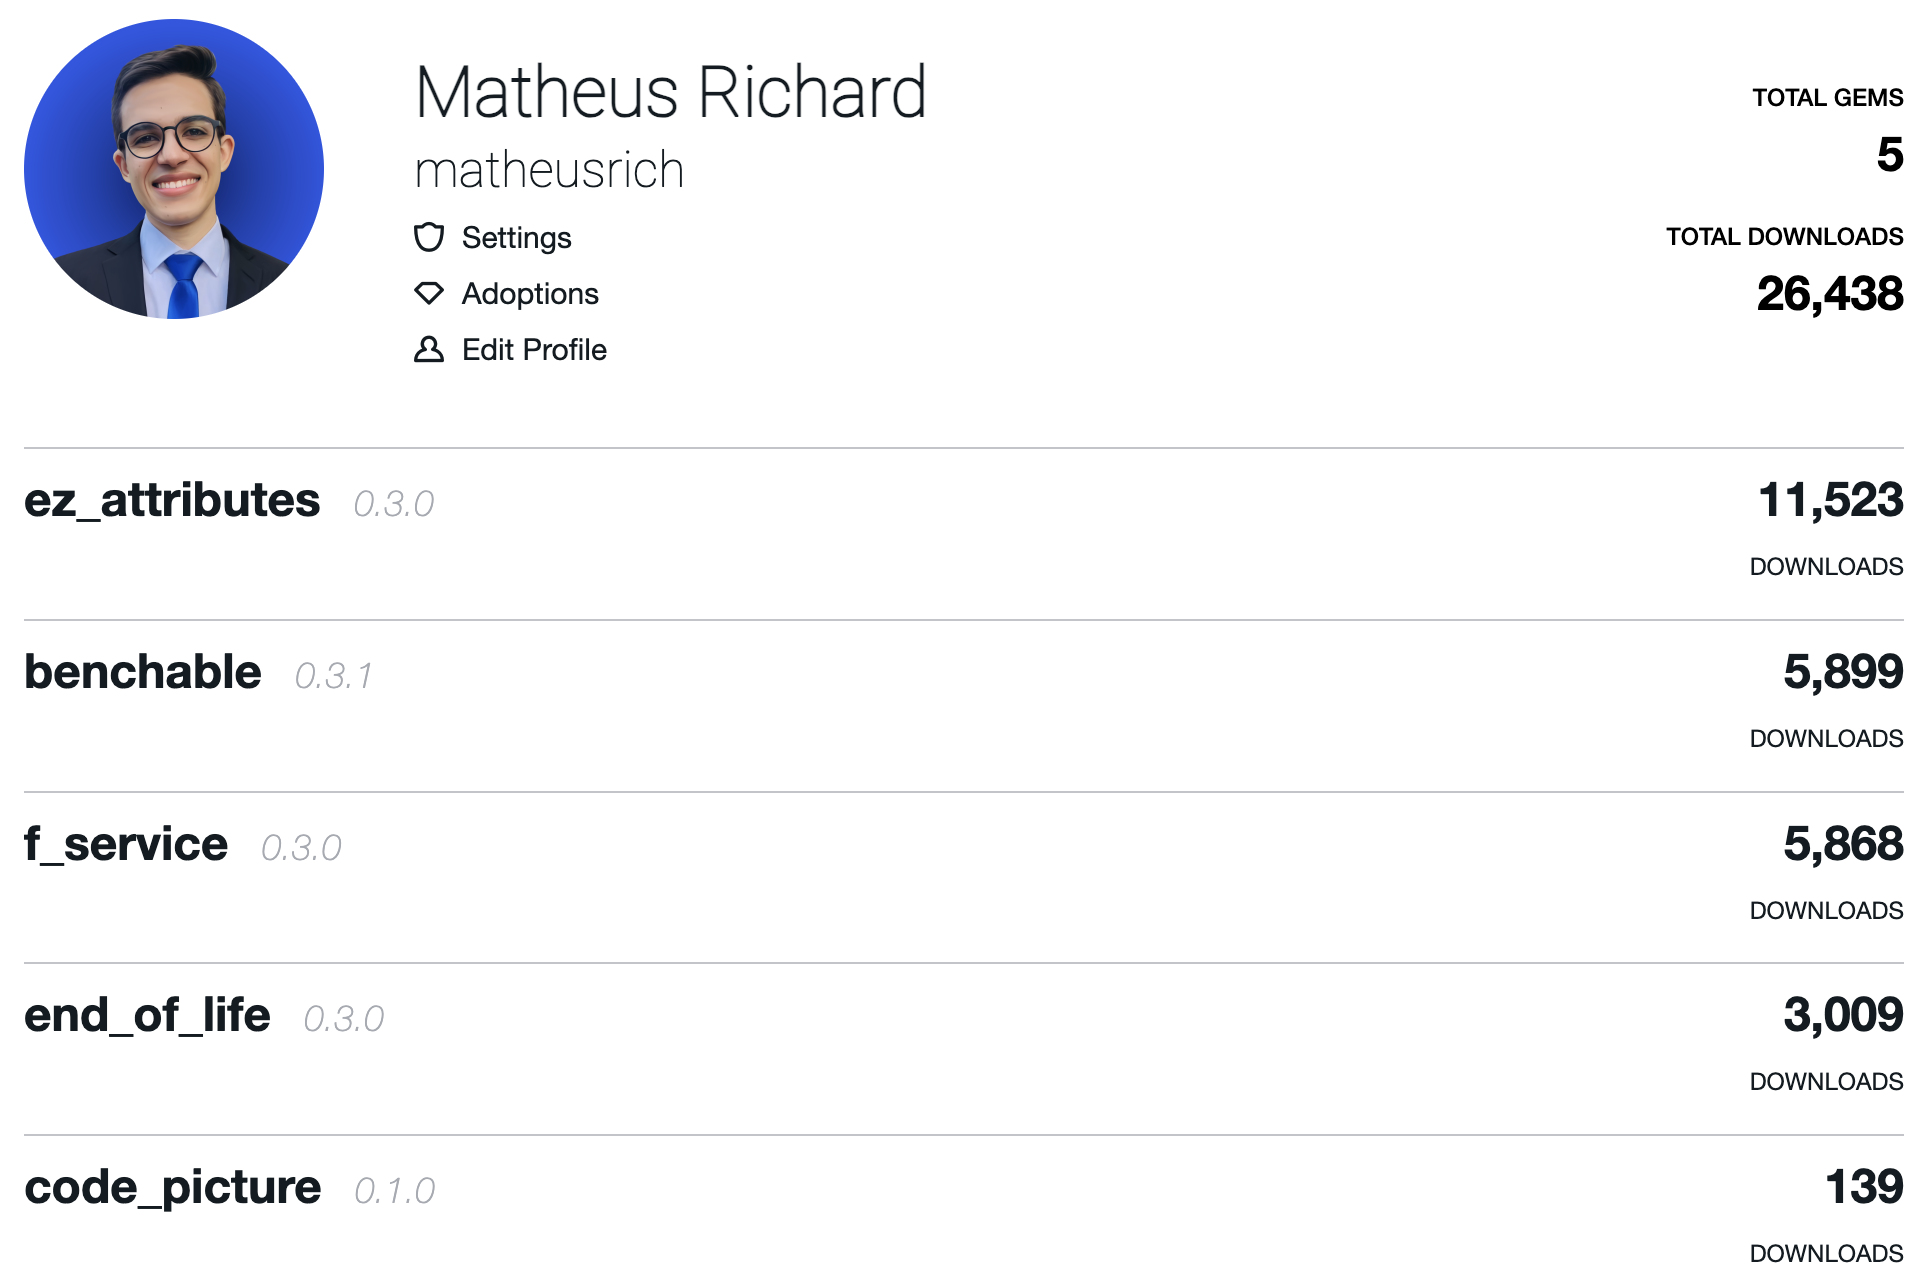 Matheus Richard
matheusrich
Settings
Adoptions
Edit Profile
TOTAL GEMS
5
TOTAL DOWNLOADS
26,438
ez_attributes 0.3.0
11,523
DOWNLOADS
benchable 0.3.1
5,899
DOWNLOADS
f_service 0.3.0
5,868
DOWNLOADS
end_of_life 0.3.0
3,009
DOWNLOADS
code_picture 0.1.0
139
DOWNLOADS